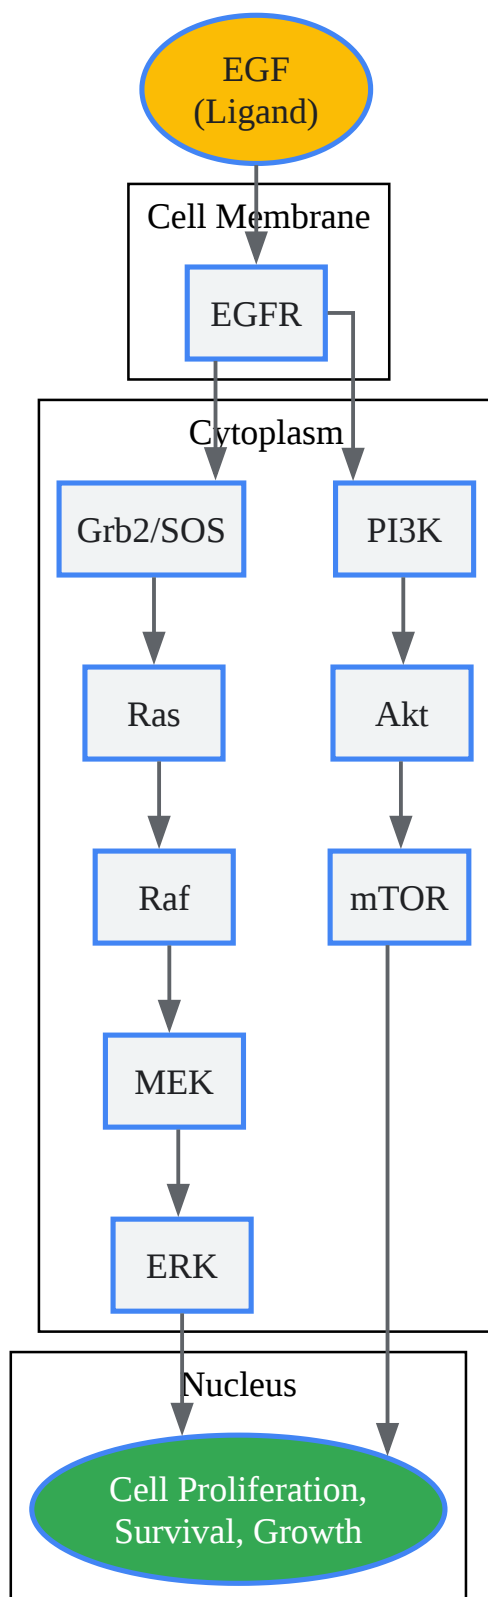 EGF
(Ligand)
Cell Membrane
EGFR
Cytoplasm
Grb2/SOS
PI3K
Ras
Akt
Raf
mTOR
MEK
ERK
Nucleus
Cell Proliferation,
Survival, Growth